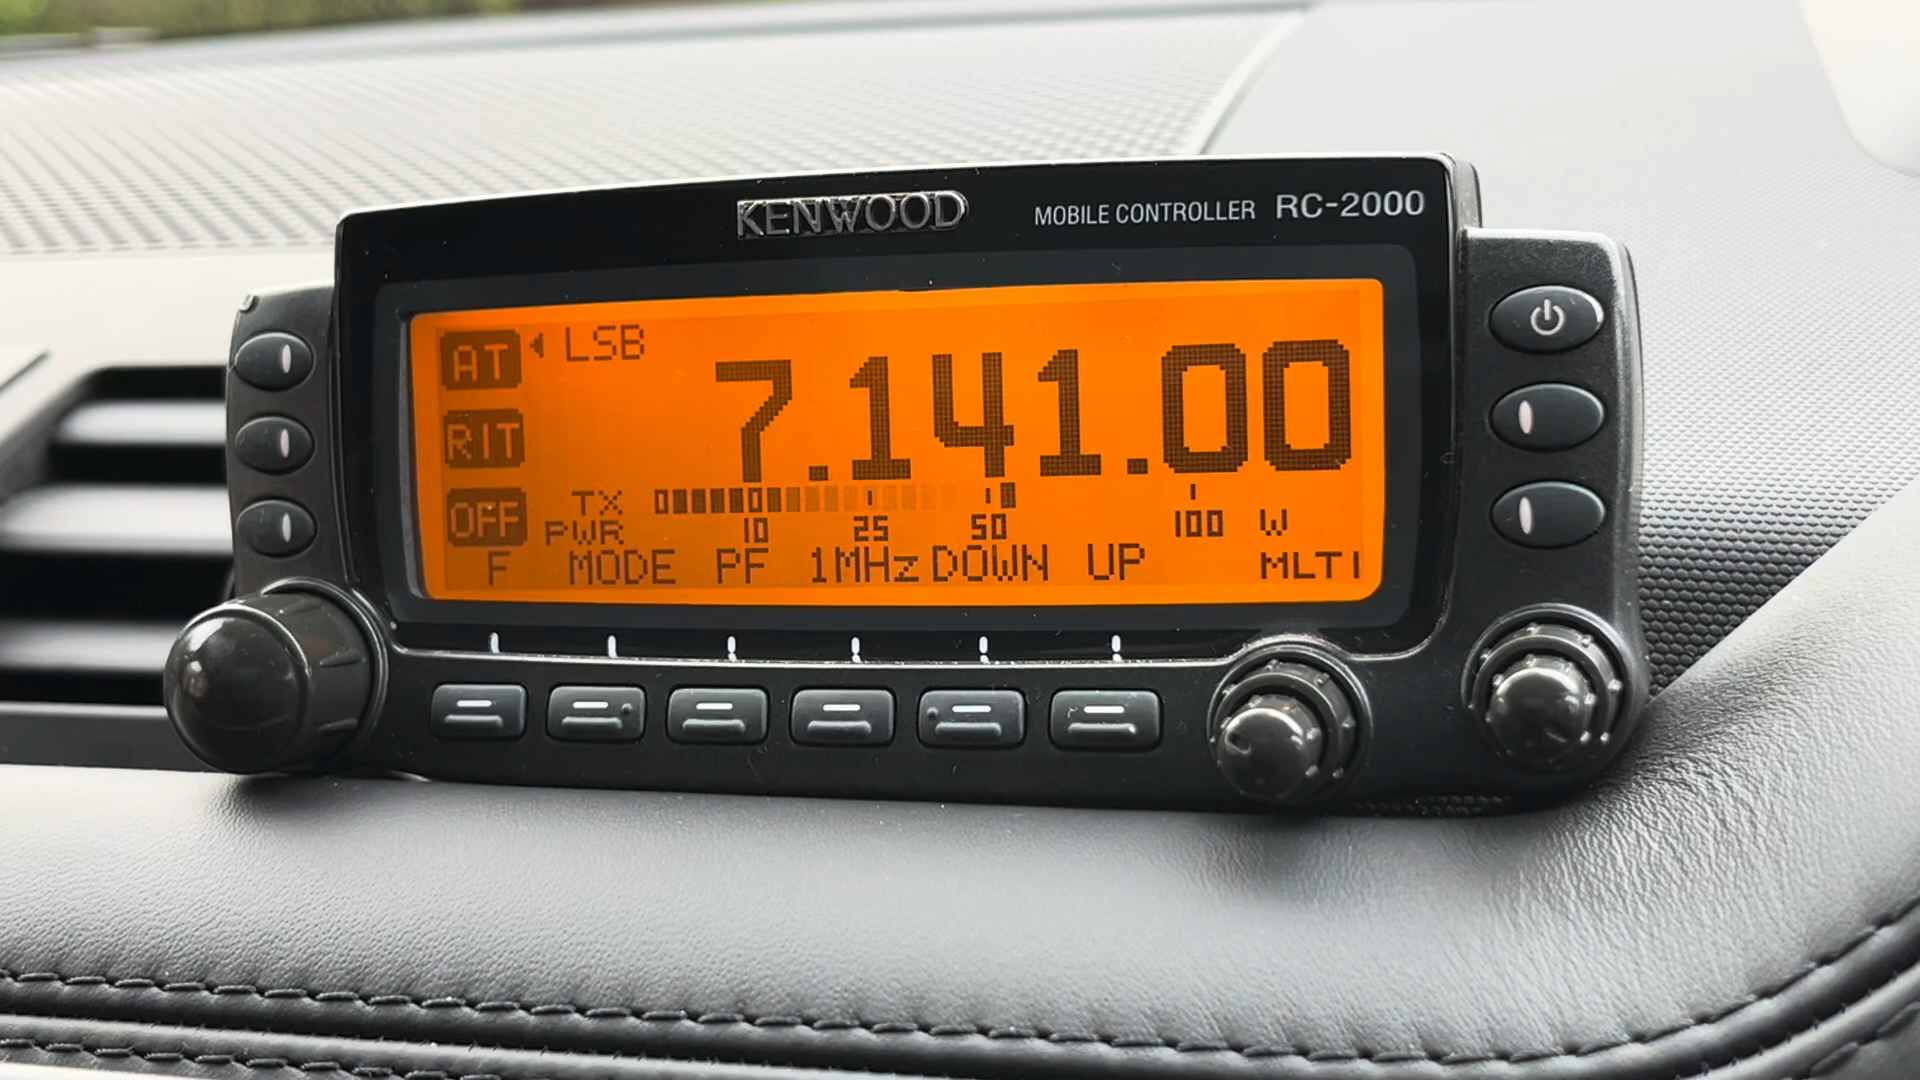 KENWOOD MOBILE CONTROLLER RC-2000
AT LSB 7.141.00
RIT
OFF TX
PWR 10 25 50 100 W
F MODE PF 1MHz DOWN UP MLTI